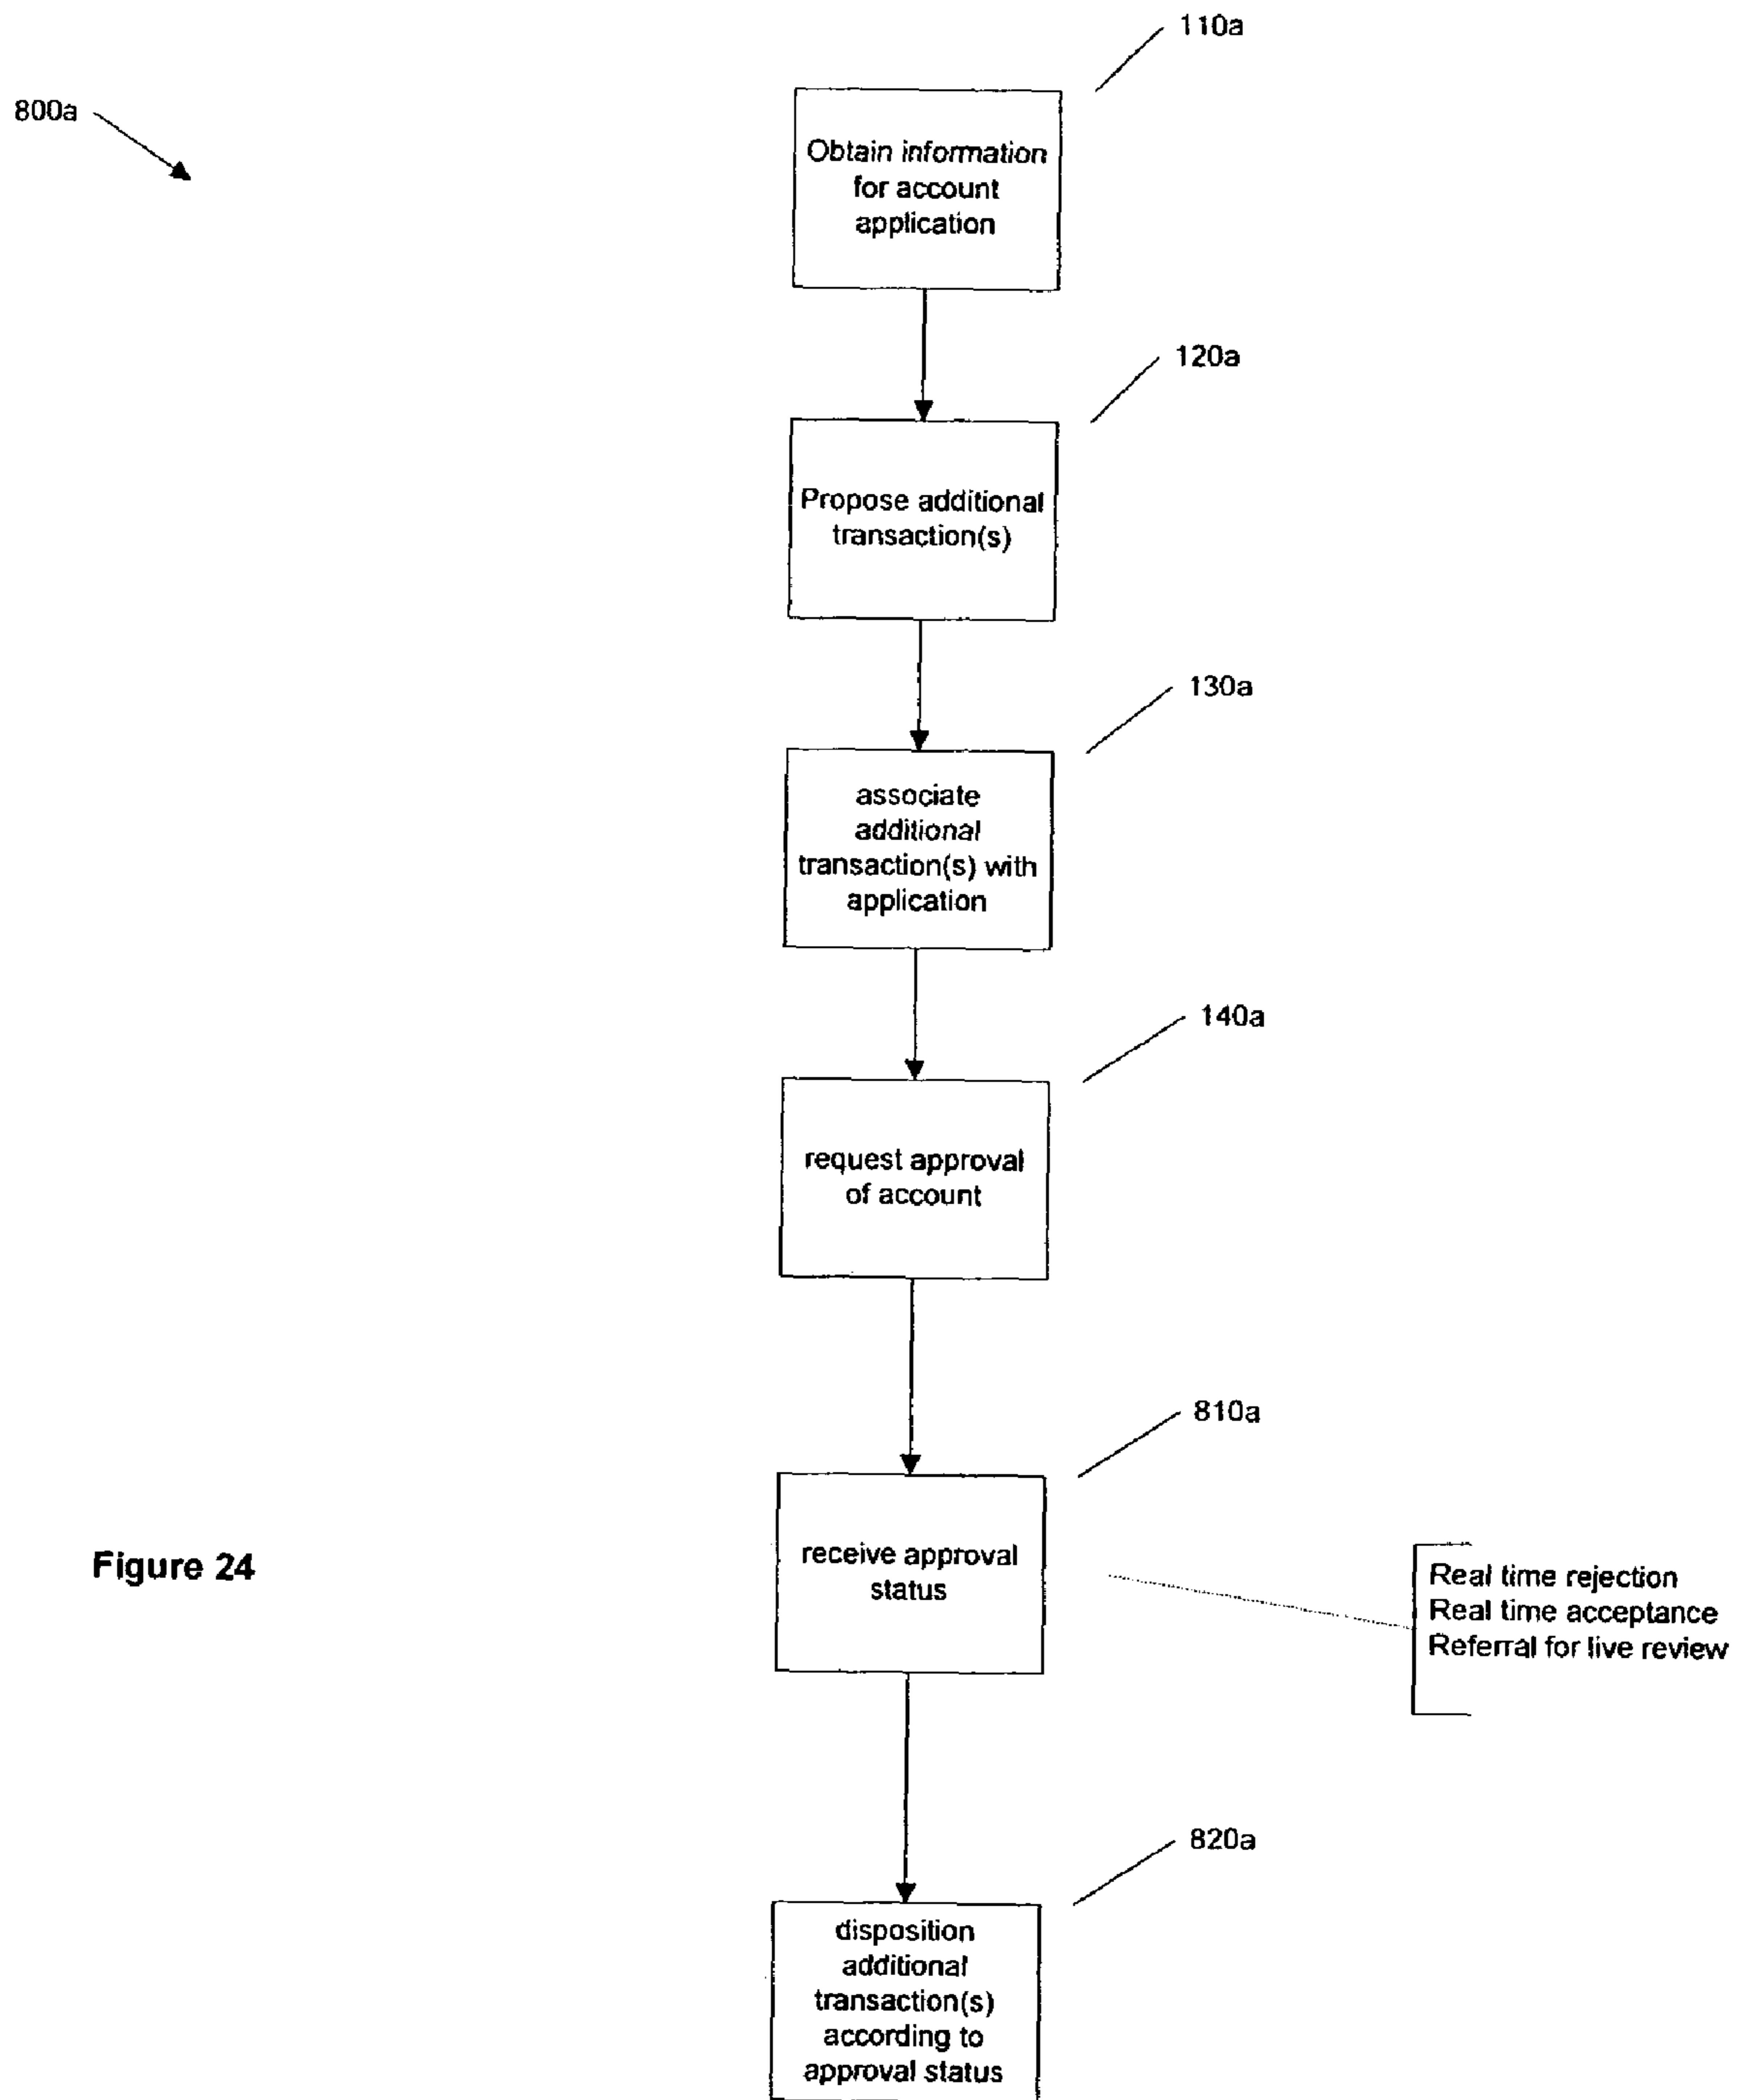 110a
800a
Obtain information
for account
application
120a
Propose additional
transaction(s)
130a
associate
additional
transaction(s) with
application
140a
request approval
of account
810a
receive approval
status
Figure 24
Real time rejection
Real time acceptance
Referral for live review
820a
disposition
additional
transaction(s)
according to
approval status